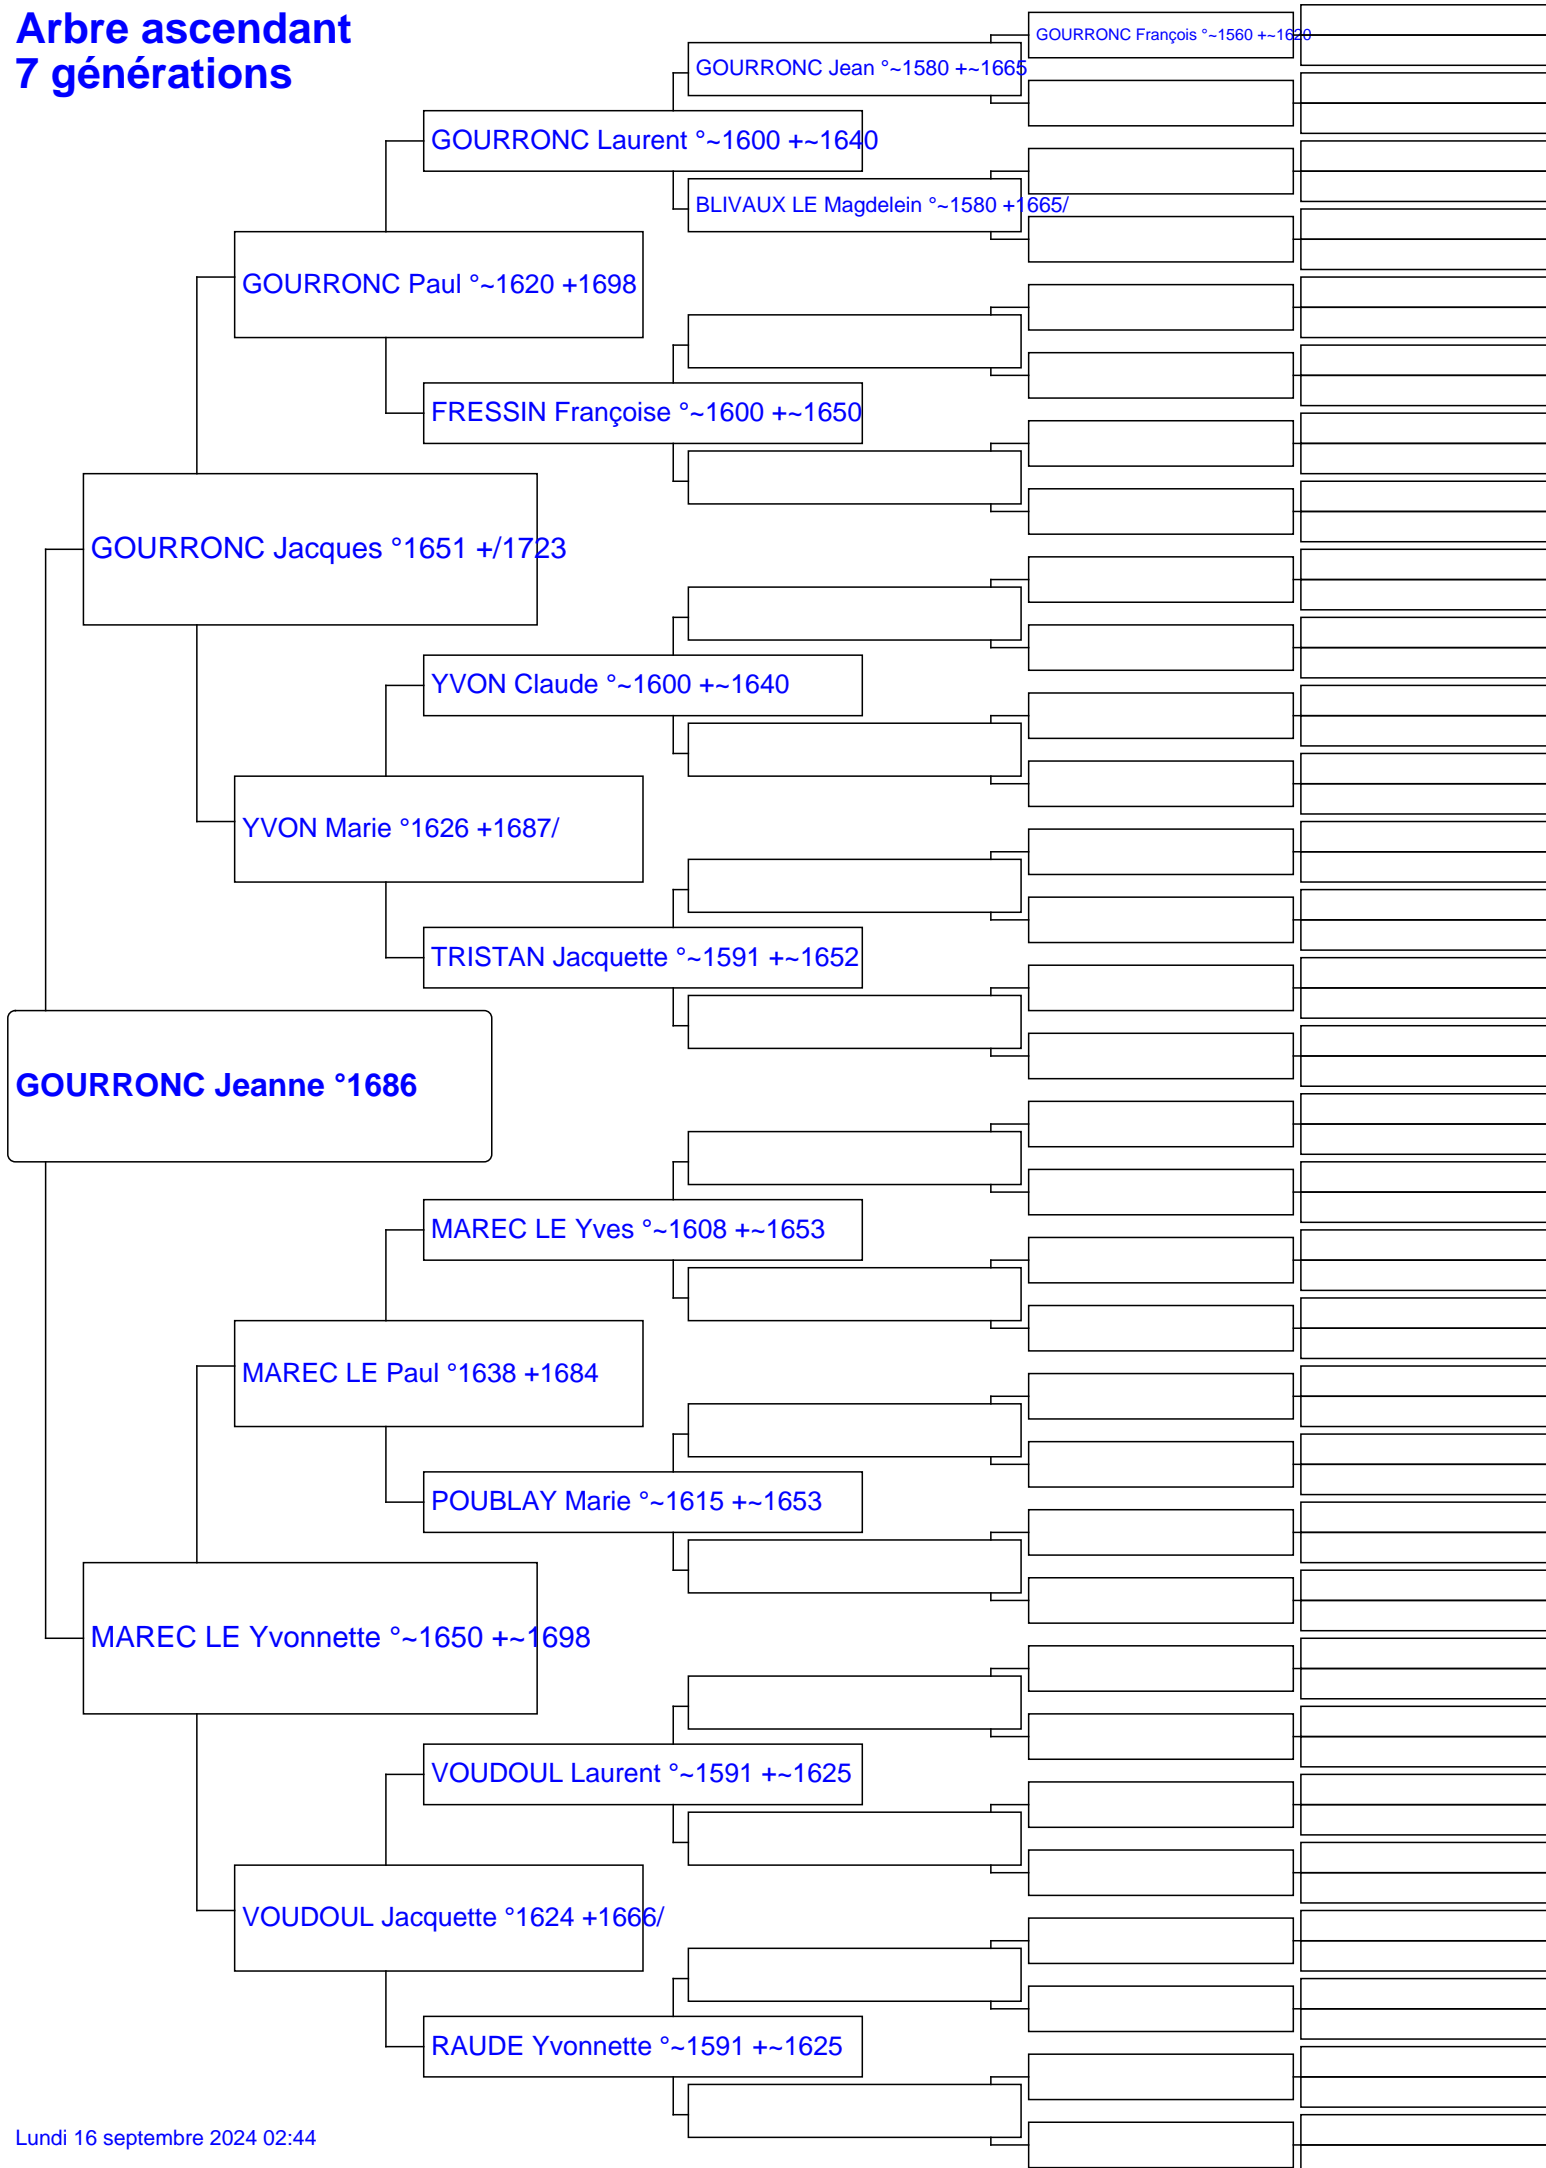 Arbre ascendant
7 générations
GOURRONC François °~1560 +~1620
GOURRONC Jean °~1580 +~1665
GOURRONC Laurent °~1600 +~1640
BLIVAUX LE Magdelein °~1580 +1665/
GOURRONC Paul °~1620 +1698
FRESSIN Françoise °~1600 +~1650
GOURRONC Jacques °1651 +/1723
YVON Claude °~1600 +~1640
YVON Marie °1626 +1687/
TRISTAN Jacquette °~1591 +~1652
GOURRONC Jeanne °1686
MAREC LE Yves °~1608 +~1653
MAREC LE Paul °1638 +1684
POUBLAY Marie °~1615 +~1653
MAREC LE Yvonnette °~1650 +~1698
VOUDOUL Laurent °~1591 +~1625
VOUDOUL Jacquette °1624 +1666/
RAUDE Yvonnette °~1591 +~1625
Lundi 16 septembre 2024 02:44